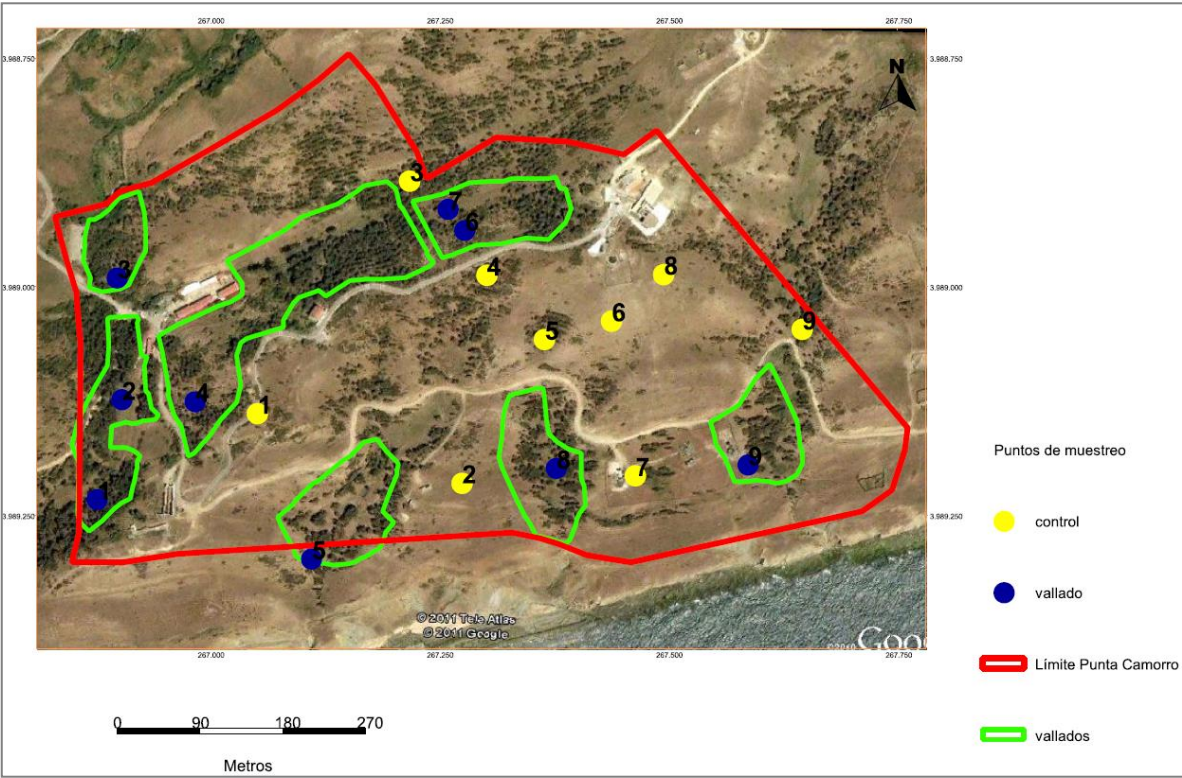 267.000 267.250 267.500 267.750
3.988.750 3.988.750
N
3
7
6
3
4
8
3.989.000 3.989.000
6
9
5
2
4
1
9
8
2
7
1
3.989.250 3.989.250
5
© 2011 Tele Atlas
© 2011 Google
Goo
267.000 267.250 267.500 267.750
Puntos de muestreo
control
vallado
Límite Punta Camorro
vallados
0 90 180 270
Metros